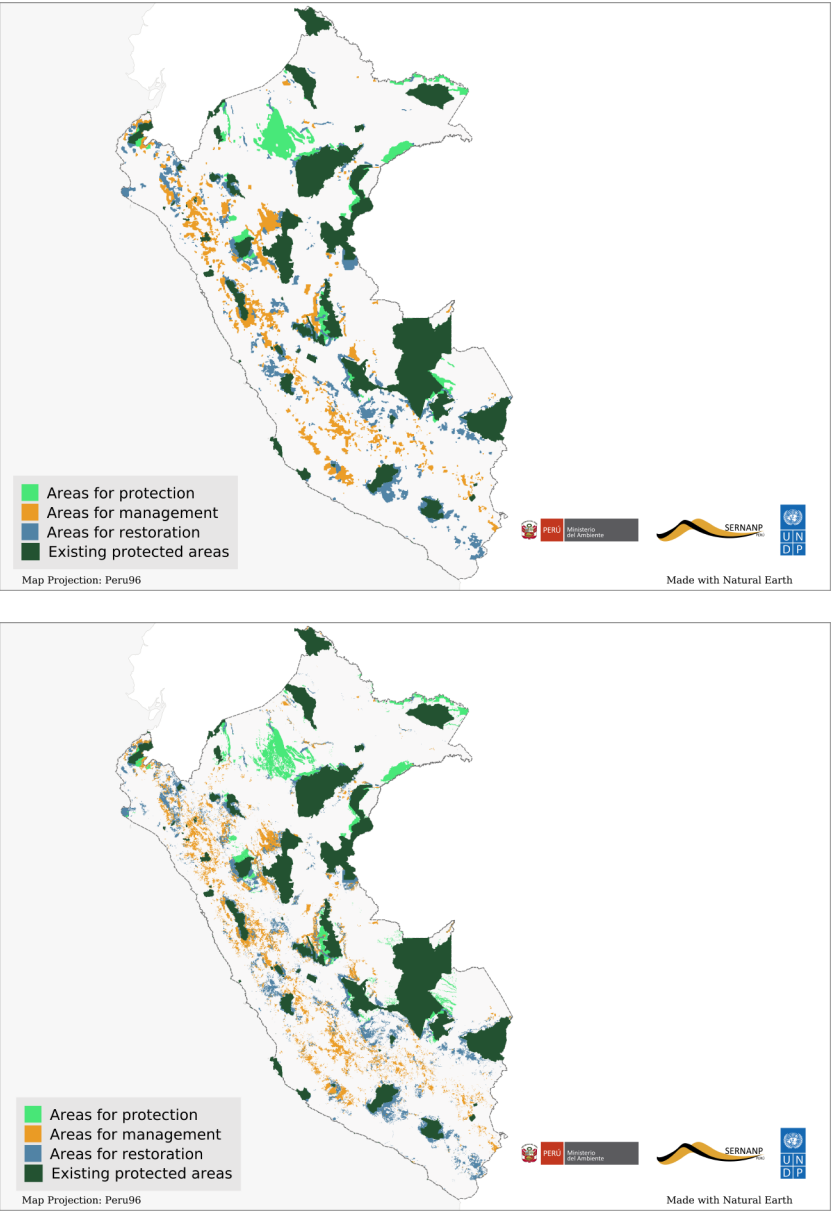 Areas for protection
Areas for management
Areas for restoration
Existing protected areas
PERÚ Ministerio
del Ambiente
SERNANP
PERÚ
U N
D P
Map Projection: Peru96
Made with Natural Earth
Areas for protection
Areas for management
Areas for restoration
Existing protected areas
PERÚ Ministerio
del Ambiente
SERNANP
PERÚ
U N
D P
Map Projection: Peru96
Made with Natural Earth